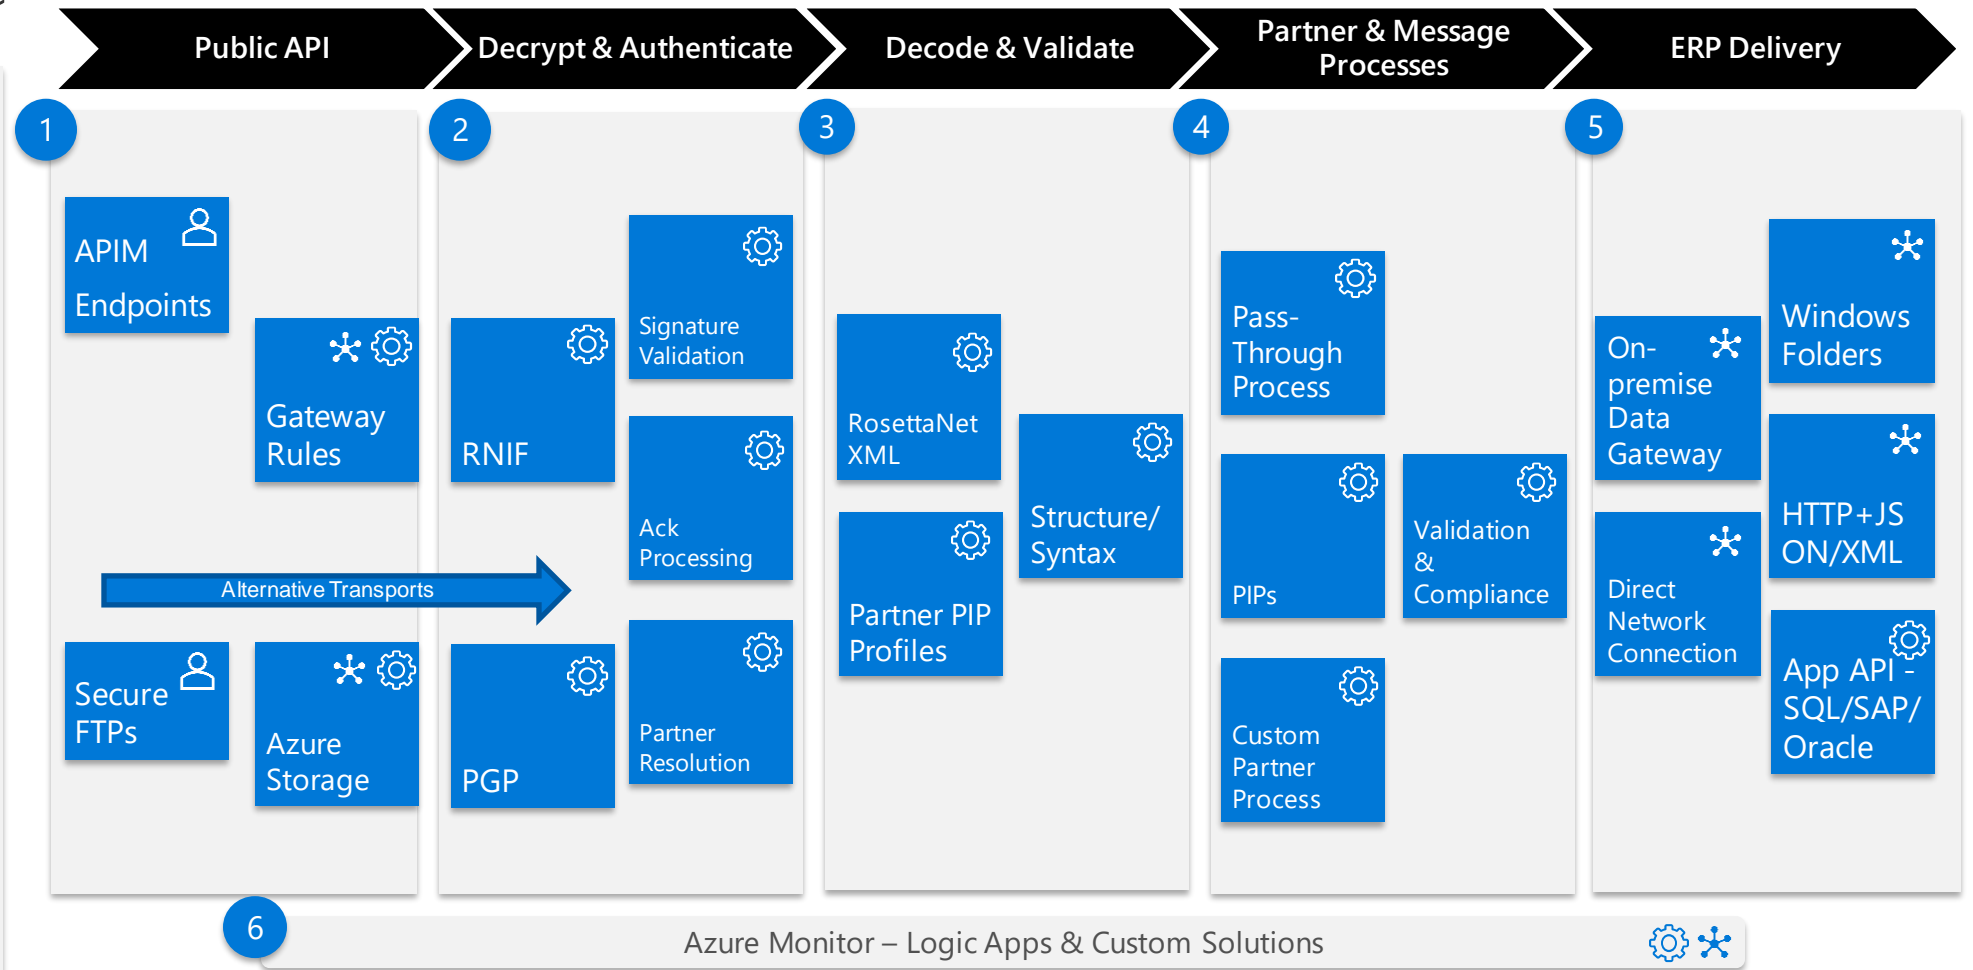 Public API
Decrypt & Authenticate
Decode & Validate
Partner & Message
Processes
ERP Delivery
1
2
3
4
5
APIM
Endpoints
Gateway
Rules
Alternative Transports
Secure
FTPs
Azure
Storage
RNIF
Signature
Validation
Ack
Processing
PGP
Partner
Resolution
RosettaNet
XML
Structure/
Syntax
Partner PIP
Profiles
Pass-
Through
Process
PIPs
Validation
&
Compliance
Custom
Partner
Process
On-
premise
Data
Gateway
Windows
Folders
HTTP+JS
ON/XML
Direct
Network
Connection
App API -
SQL/SAP/
Oracle
6
Azure Monitor – Logic Apps & Custom Solutions